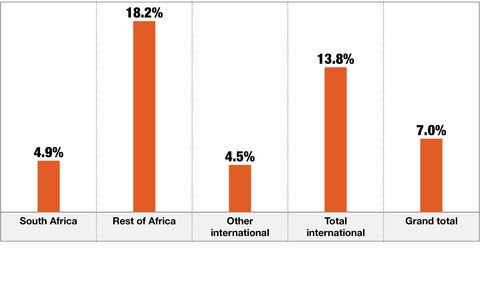 18.2%
13.8%
7.0%
4.9%
4.5%
South Africa
Rest of Africa
Other
international
Total
international
Grand total